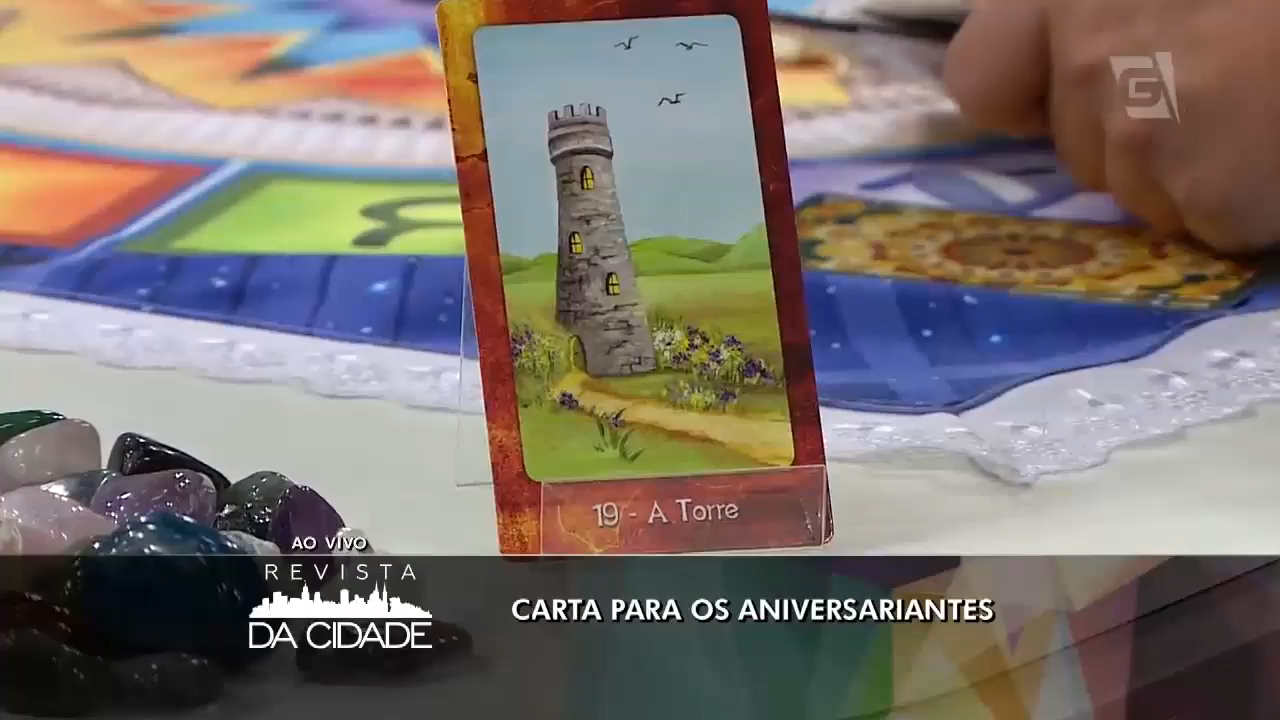 G
19 - A Torre
AO VIVO
REVISTA
DA CIDADE
CARTA PARA OS ANIVERSARIANTES